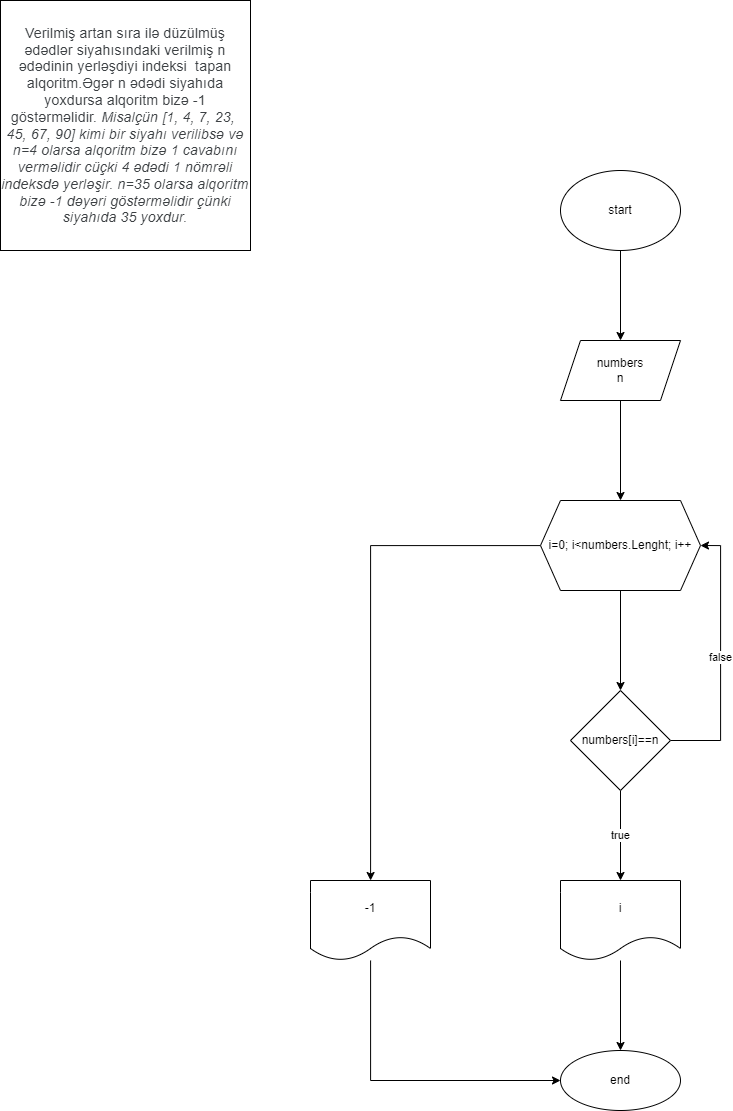 Verilmiş artan sıra ilə düzülmüş
ədədlər siyahısındaki verilmiş n
ədədinin yerləşdiyi indeksi  tapan
alqoritm.Əgər n ədədi siyahıda
yoxdursa alqoritm bizə -1
göstərməlidir. Misalçün [1, 4, 7, 23,
45, 67, 90] kimi bir siyahı verilibsə və
n=4 olarsa alqoritm bizə 1 cavabını
verməlidir cüçki 4 ədədi 1 nömrəli
indeksdə yerləşir. n=35 olarsa alqoritm
bizə -1 dəyəri göstərməlidir çünki
siyahıda 35 yoxdur.
start
numbers
n
i=0; i<numbers.Lenght; i++
false
numbers[i]==n
true
-1
i
end